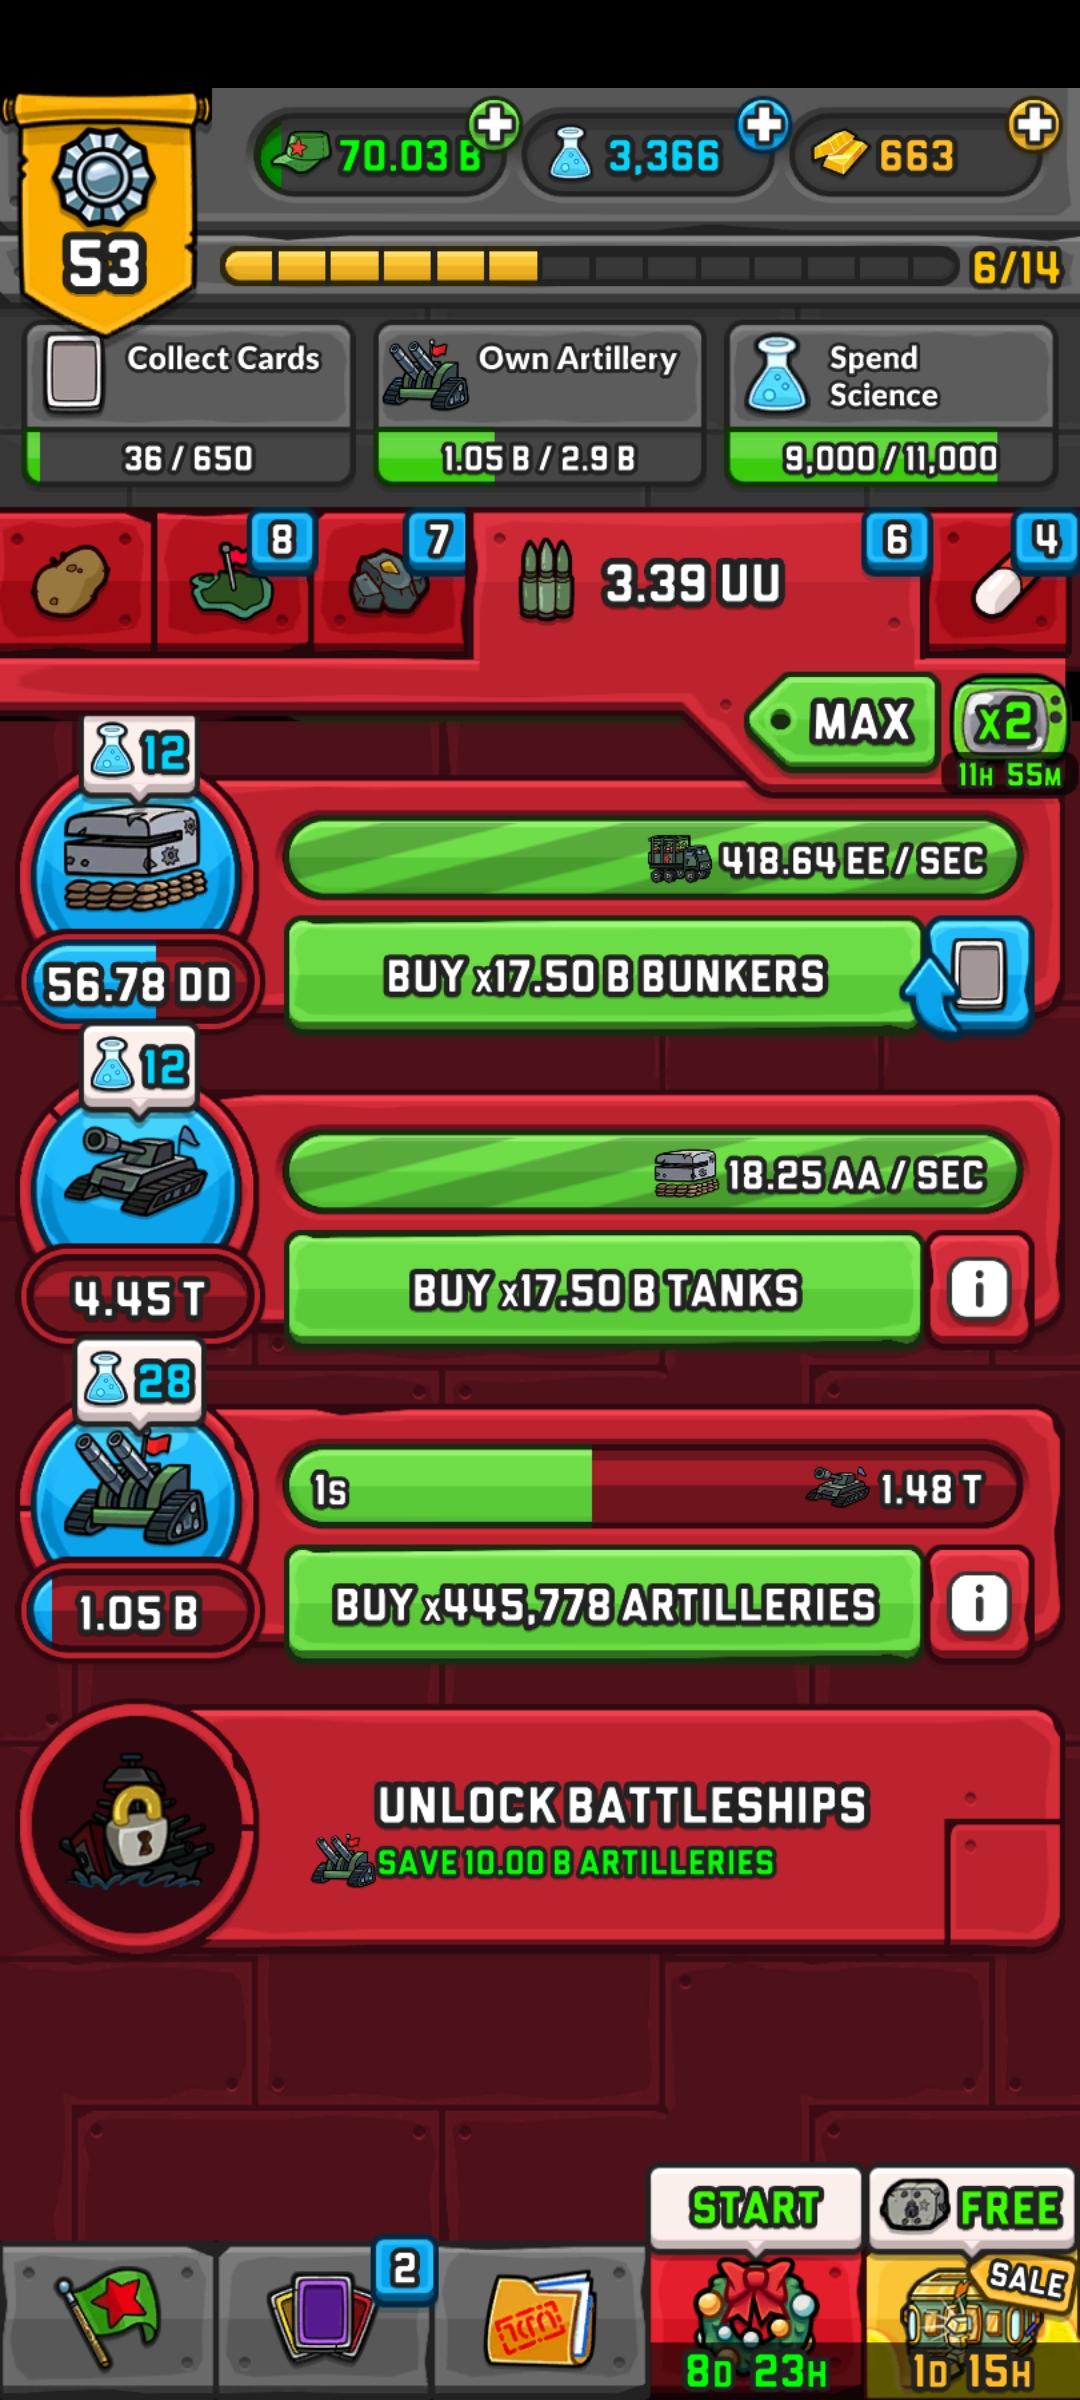 53
70.03 B
3,366
663
6/14
Collect Cards
36 / 650
Own Artillery
1.05 B / 2.9 B
Spend
Science
9,000 / 11,000
8
7
3.39 UU
6
4
MAX
x2
11H 55M
12
418.64 EE / SEC
56.78 DD
BUY x17.50 B BUNKERS
12
18.25 AA / SEC
4.45 T
BUY x17.50 B TANKS
i
28
1s
1.48 T
1.05 B
BUY x445,778 ARTILLERIES
i
UNLOCK BATTLESHIPS
SAVE 10.00 B ARTILLERIES
2
START
8D 23H
FREE
SALE
1D 15H